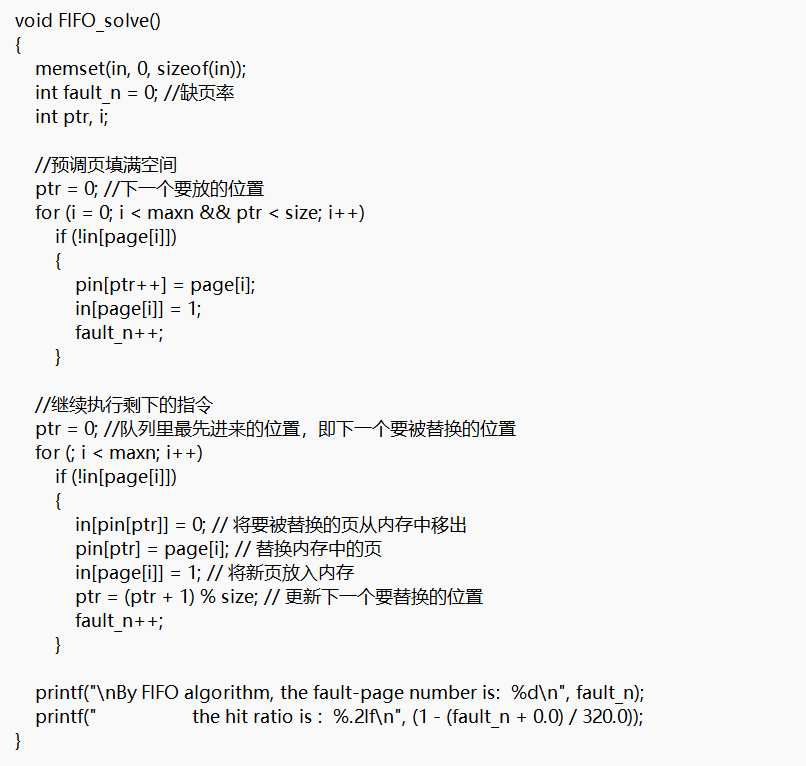 void FIFO_solve()
{
    memset(in, 0, sizeof(in));
    int fault_n = 0; //缺页率
    int ptr, i;

    //预调页填满空间
    ptr = 0; //下一个要放的位置
    for (i = 0; i < maxn && ptr < size; i++)
        if (!in[page[i]])
        {
            pin[ptr++] = page[i];
            in[page[i]] = 1;
            fault_n++;
        }

    //继续执行剩下的指令
    ptr = 0; //队列里最先进来的位置，即下一个要被替换的位置
    for (; i < maxn; i++)
        if (!in[page[i]])
        {
            in[pin[ptr]] = 0; // 将要被替换的页从内存中移出
            pin[ptr] = page[i]; // 替换内存中的页
            in[page[i]] = 1; // 将新页放入内存
            ptr = (ptr + 1) % size; // 更新下一个要替换的位置
            fault_n++;
        }

    printf("\nBy FIFO algorithm, the fault-page number is:  %d\n", fault_n);
    printf("                    the hit ratio is :  %.2lf\n", (1 - (fault_n + 0.0) / 320.0));
}